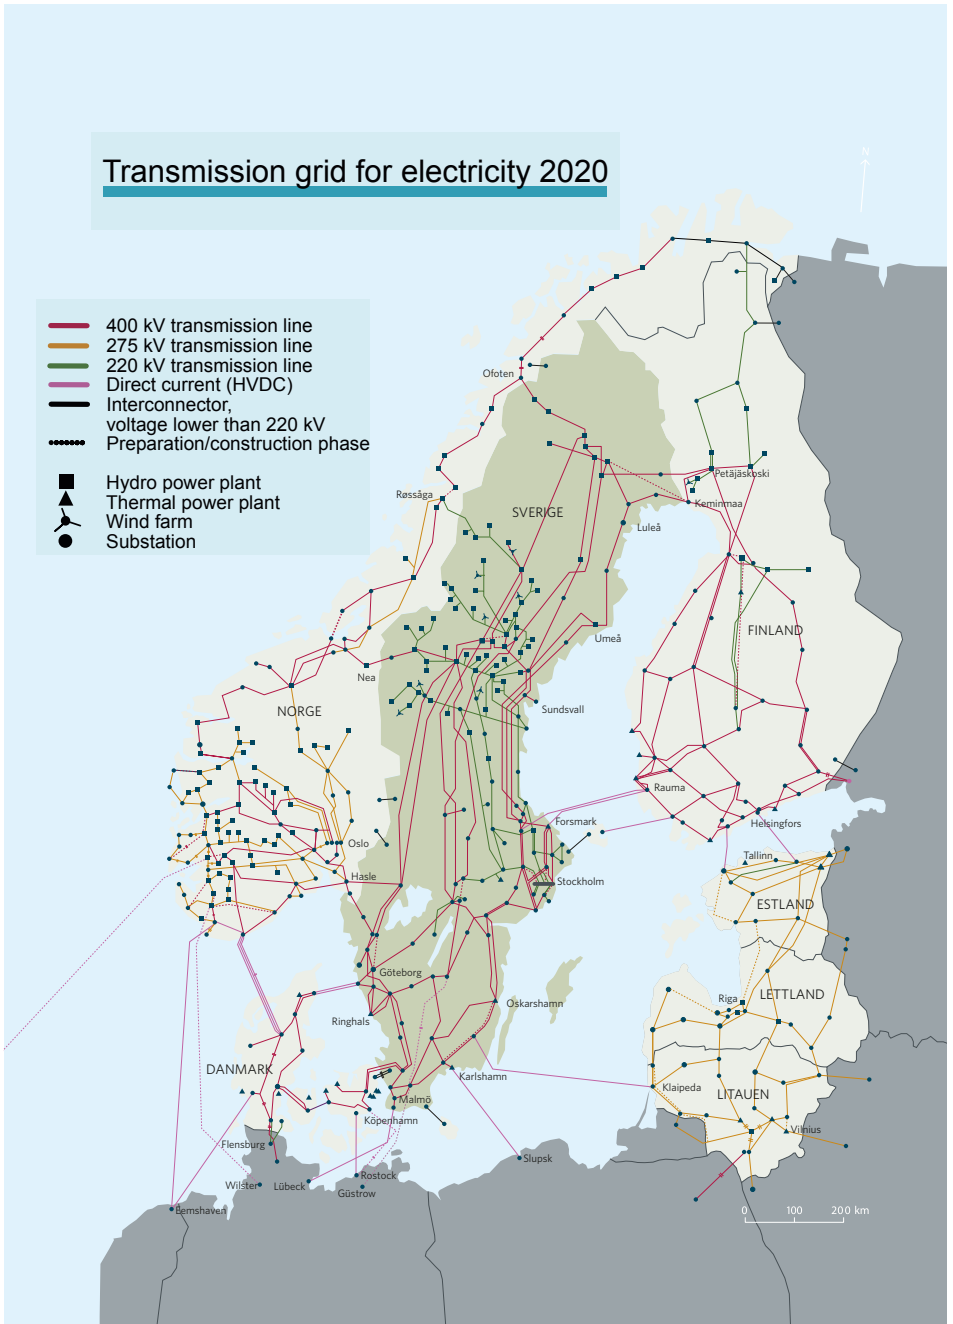 Transmission grid for electricity 2020
N
400 kV transmission line
275 kV transmission line
220 kV transmission line
Direct current (HVDC)
Interconnector,
voltage lower than 220 kV
Preparation/construction phase
Hydro power plant
Thermal power plant
Wind farm
Substation
Ofoten
Petäjäskoski
Røssåga
Keminmaa
SVERIGE
Luleå
FINLAND
Umeå
Nea
NORGE
Sundsvall
Rauma
Forsmark
Helsingfors
Oslo
Tallinn
Hasle
Stockholm
ESTLAND
Göteborg
LETTLAND
Riga
Oskarshamn
Ringhals
DANMARK
Karlshamn
Klaipeda
LITAUEN
Malmö
Köpenhamn
Vilnius
Flensburg
Slupsk
Rostock
Wilster
Lübeck
Güstrow
Eemshaven
0 100 200 km